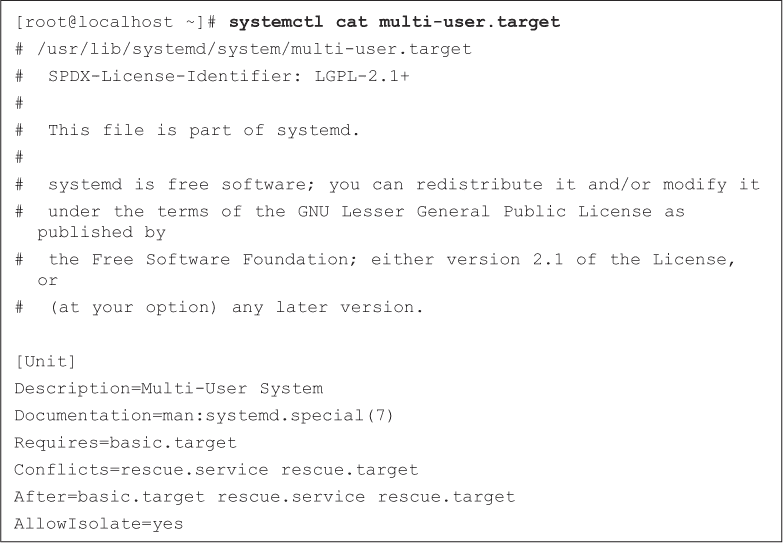 [root@localhost ~]# systemctl cat multi-user.target
# /usr/lib/systemd/system/multi-user.target
#  SPDX-License-Identifier: LGPL-2.1+
#
#  This file is part of systemd.
#
#  systemd is free software; you can redistribute it and/or modify it
#  under the terms of the GNU Lesser General Public License as
published by
#  the Free Software Foundation; either version 2.1 of the License,
or
#  (at your option) any later version.

[Unit]
Description=Multi-User System
Documentation=man:systemd.special(7)
Requires=basic.target
Conflicts=rescue.service rescue.target
After=basic.target rescue.service rescue.target
AllowIsolate=yes